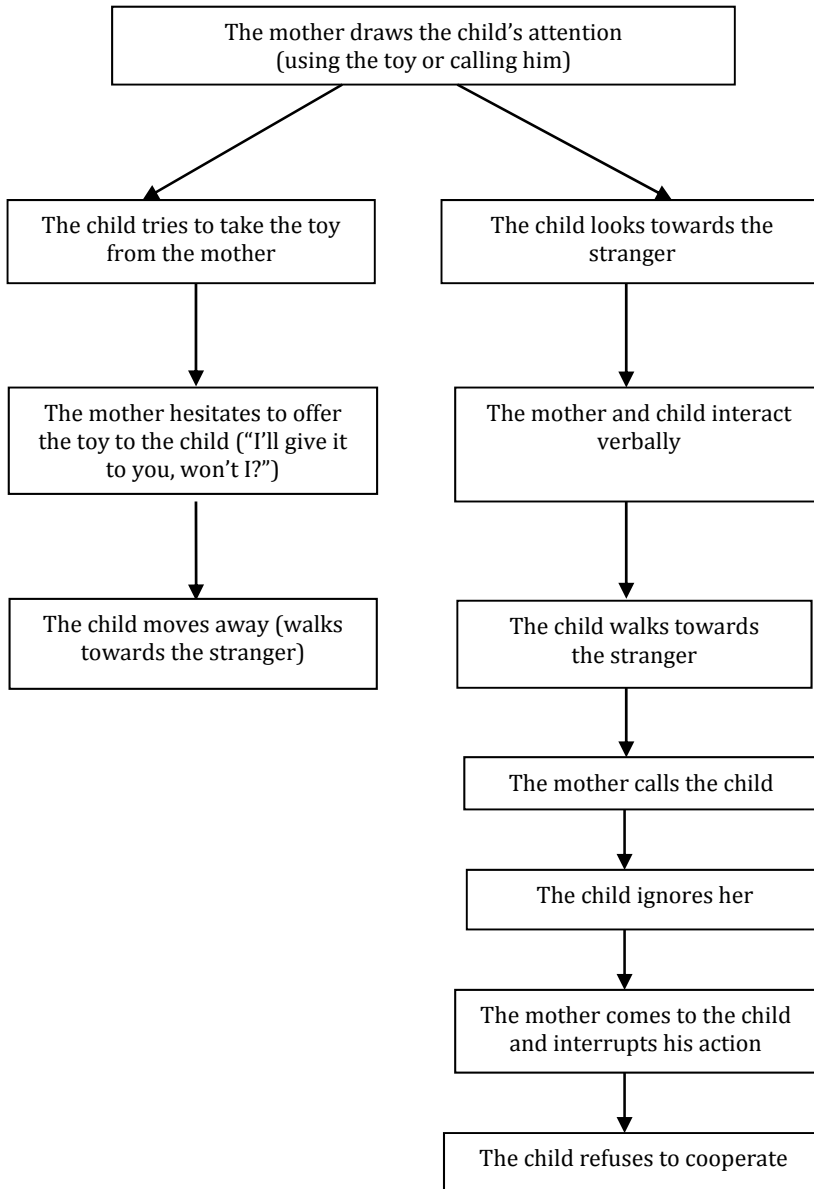 The mother draws the child’s attention
(using the toy or calling him)
The child tries to take the toy
from the mother
The mother hesitates to offer
the toy to the child (“I’ll give it
to you, won’t I?”)
The child moves away (walks
towards the stranger)
The child looks towards the
stranger
The mother and child interact
verbally
The child walks towards
the stranger
The mother calls the child
The child ignores her
The mother comes to the child
and interrupts his action
The child refuses to cooperate